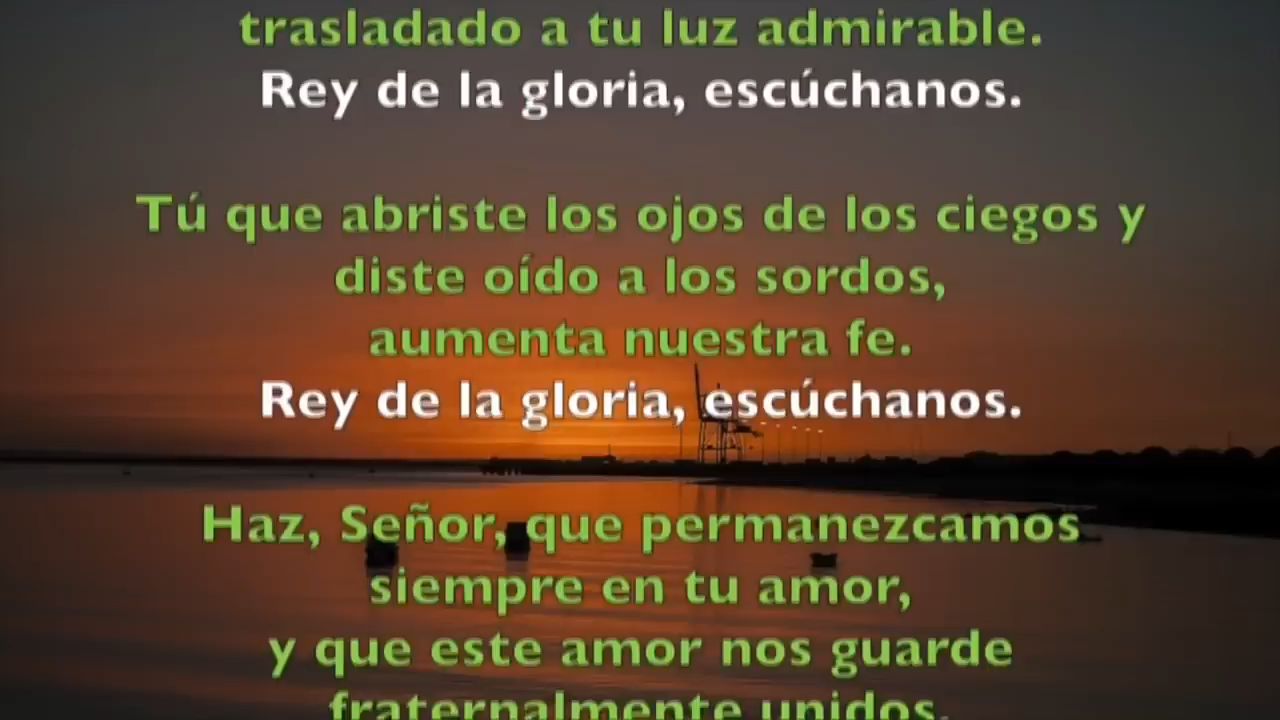 trasladado a tu luz admirable.
Rey de la gloria, escúchanos.
Tú que abriste los ojos de los ciegos y
diste oído a los sordos,
aumenta nuestra fe.
Rey de la gloria, escúchanos.
Haz, Señor, que permanezcamos
siempre en tu amor,
y que este amor nos guarde
fraternalmente unidos.